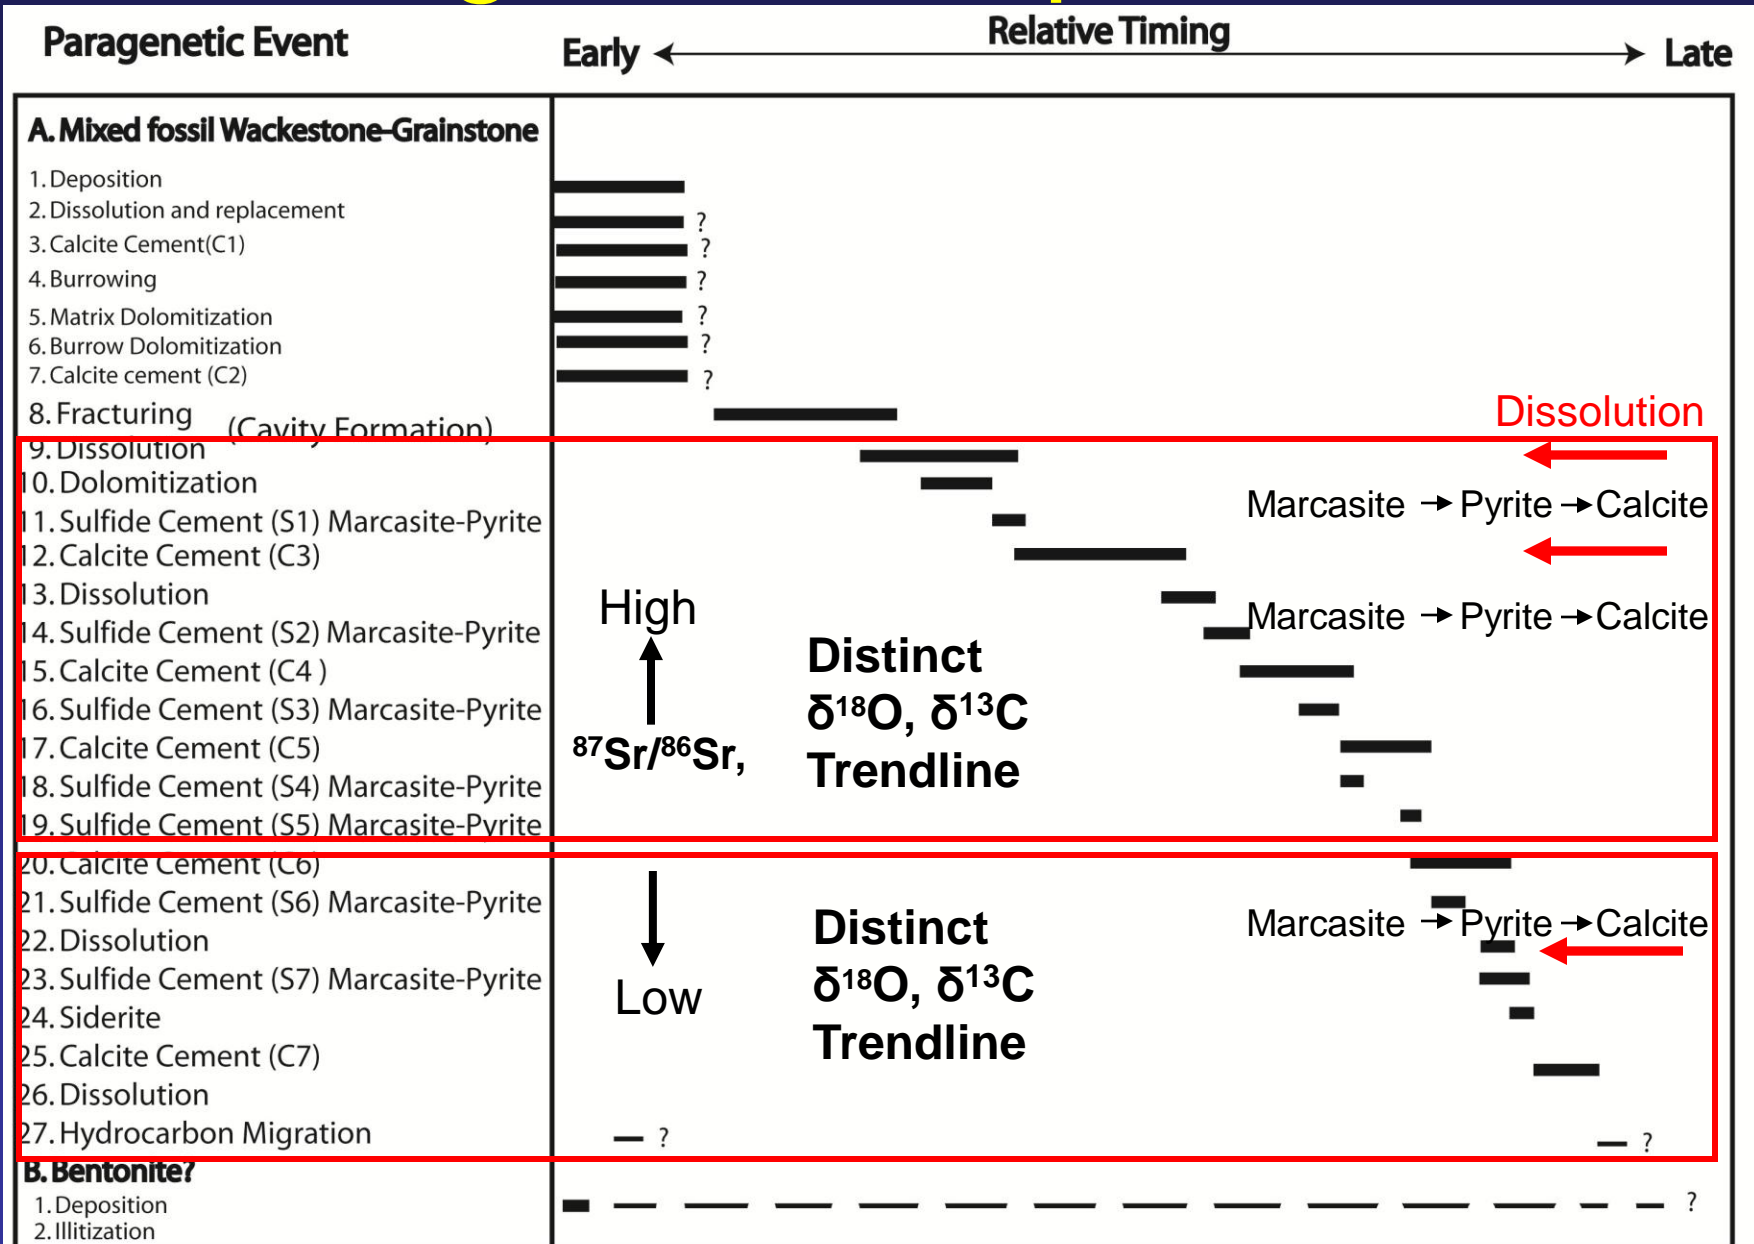 Paragenetic Event
Early
Relative Timing
Late
A. Mixed fossil Wackestone-Grainstone
1. Deposition
2. Dissolution and replacement
?
3. Calcite Cement(C1)
?
4. Burrowing
?
5. Matrix Dolomitization
?
6. Burrow Dolomitization
?
7. Calcite cement (C2)
?
8. Fracturing
(Cavity Formation)
Dissolution
9. Dissolution
10. Dolomitization
11. Sulfide Cement (S1) Marcasite-Pyrite
Marcasite → Pyrite → Calcite
12. Calcite Cement (C3)
13. Dissolution
14. Sulfide Cement (S2) Marcasite-Pyrite
Marcasite → Pyrite → Calcite
15. Calcite Cement (C4 )
16. Sulfide Cement (S3) Marcasite-Pyrite
17. Calcite Cement (C5)
18. Sulfide Cement (S4) Marcasite-Pyrite
19. Sulfide Cement (S5) Marcasite-Pyrite
High
87Sr/86Sr,
Distinct
δ18O, δ13C
Trendline
20. Calcite Cement (C6)
21. Sulfide Cement (S6) Marcasite-Pyrite
Marcasite → Pyrite → Calcite
22. Dissolution
23. Sulfide Cement (S7) Marcasite-Pyrite
24. Siderite
25. Calcite Cement (C7)
26. Dissolution
27. Hydrocarbon Migration
?
?
Low
Distinct
δ18O, δ13C
Trendline
B. Bentonite?
1. Deposition
?
2. Illitization